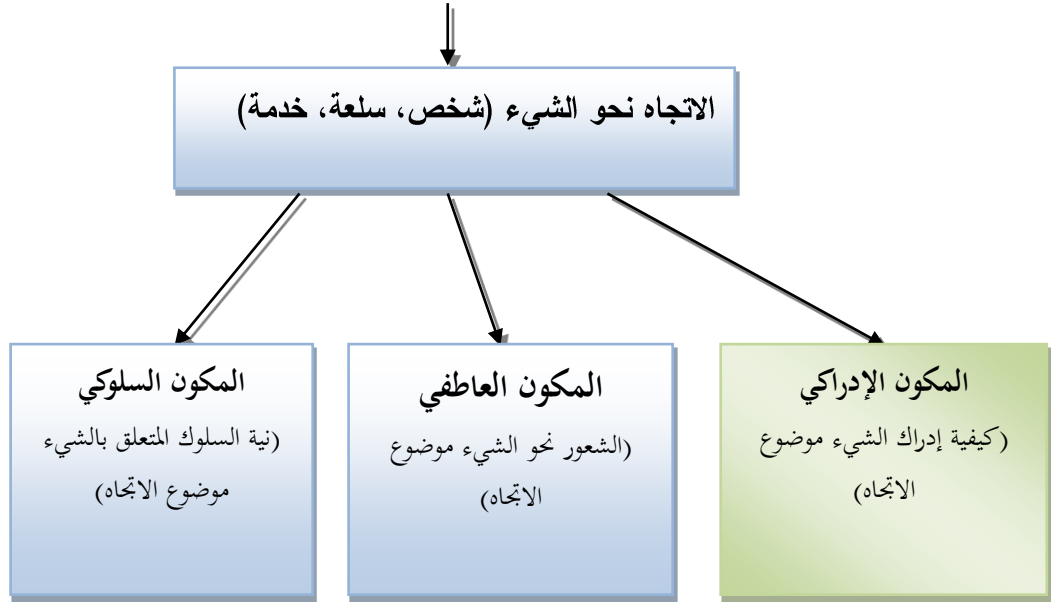 الاتجاه نحو الشيء (شخص، سلعة، خدمة)
المكون الإدراكي
(كيفية إدراك الشيء موضوع
الاتجاه)
المكون العاطفي
(الشعور نحو الشيء موضوع
الاتجاه)
المكون السلوكي
(نية السلوك المتعلق بالشيء
موضوع الاتجاه)